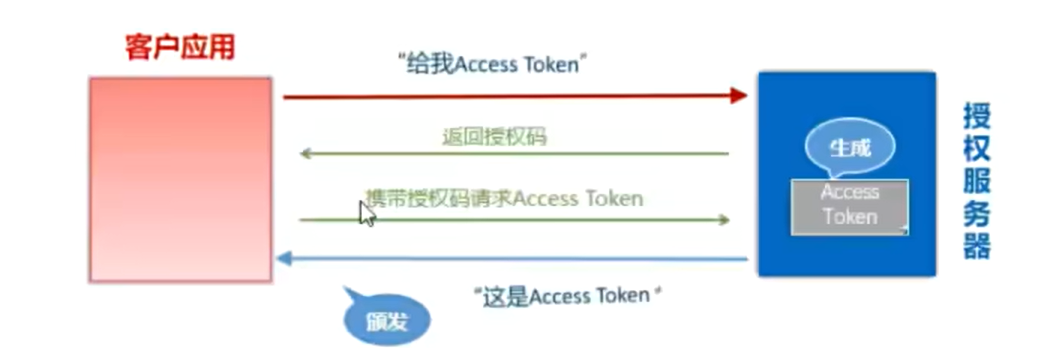 客户应用
“给我Access Token”
返回授权码
携带授权码请求Access Token
“这是Access Token “
颁发
生成
Access
Token
授权服务器